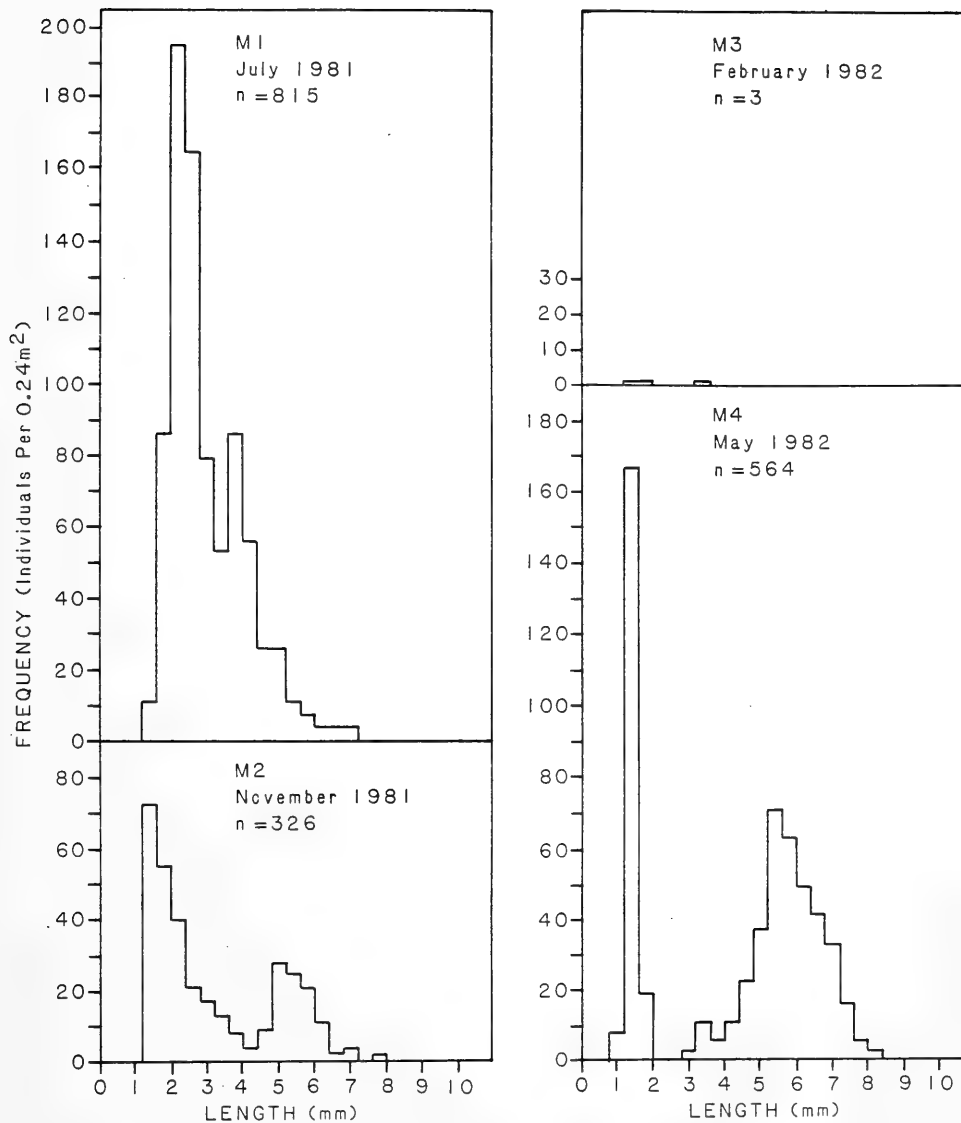 FREQUENCY (Individuals Per 0.24m²)
M1
July 1981
n=815
200
180
160
140
120
100
80
60
40
20
0
M2
November 1981
n=326
80
60
40
20
0
0 1 2 3 4 5 6 7 8 9 10
LENGTH (mm)
M3
February 1982
n=3
30
20
10
0
M4
May 1982
n=564
180
160
140
120
100
80
60
40
20
0
0 1 2 3 4 5 6 7 8 9 10
LENGTH (mm)